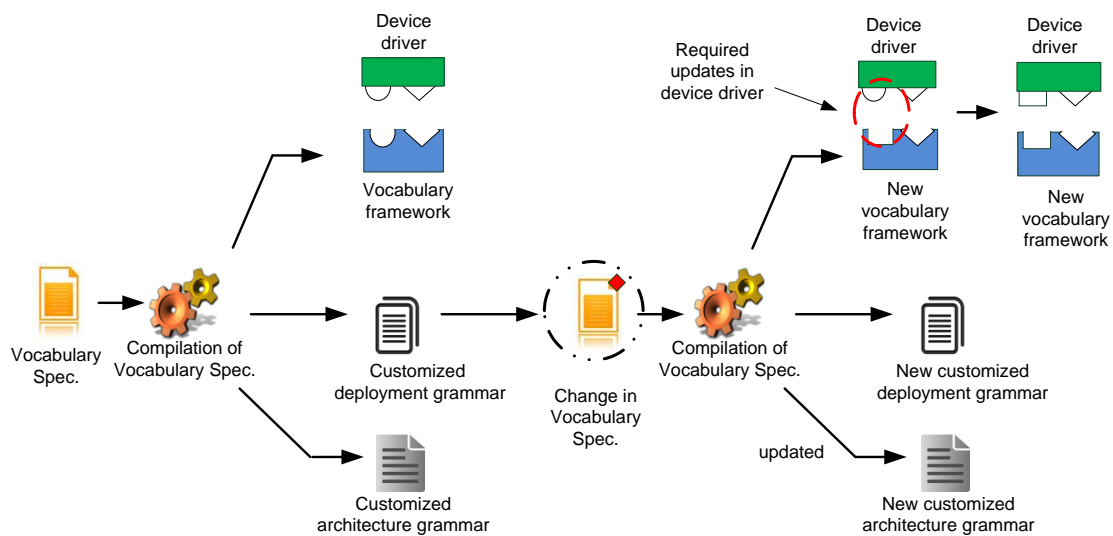 Device
driver
Vocabulary
framework
Required
updates in
device driver
Device
driver
New
vocabulary
framework
Device
driver
New
vocabulary
framework
Vocabulary
Spec.
Compilation of
Vocabulary Spec.
Customized
deployment grammar
Change in
Vocabulary
Spec.
Compilation of
Vocabulary Spec.
New customized
deployment grammar
Customized
architecture grammar
updated
New customized
architecture grammar